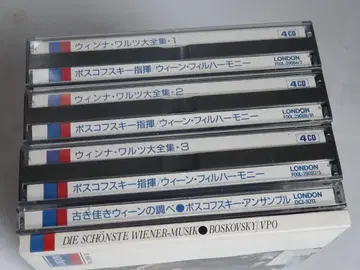 ウィンナ・ワルツ大全集・1 4CD
ボスコフスキー指揮/ウィーン・フィルハーモニー LONDON
ウィンナ・ワルツ大全集・2
ボスコフスキー指揮/ウィーン・フィルハーモニー LONDON
ウィンナ・ワルツ大全集・3 4CD
ボスコフスキー指揮/ウィーン・フィルハーモニー LONDON
古き佳きウィーンの調べ●ボスコフスキー・アンサンブル LONDON
DIE SCHÖNSTE WIENER-MUSIK●BOSKOVSKY/VPO